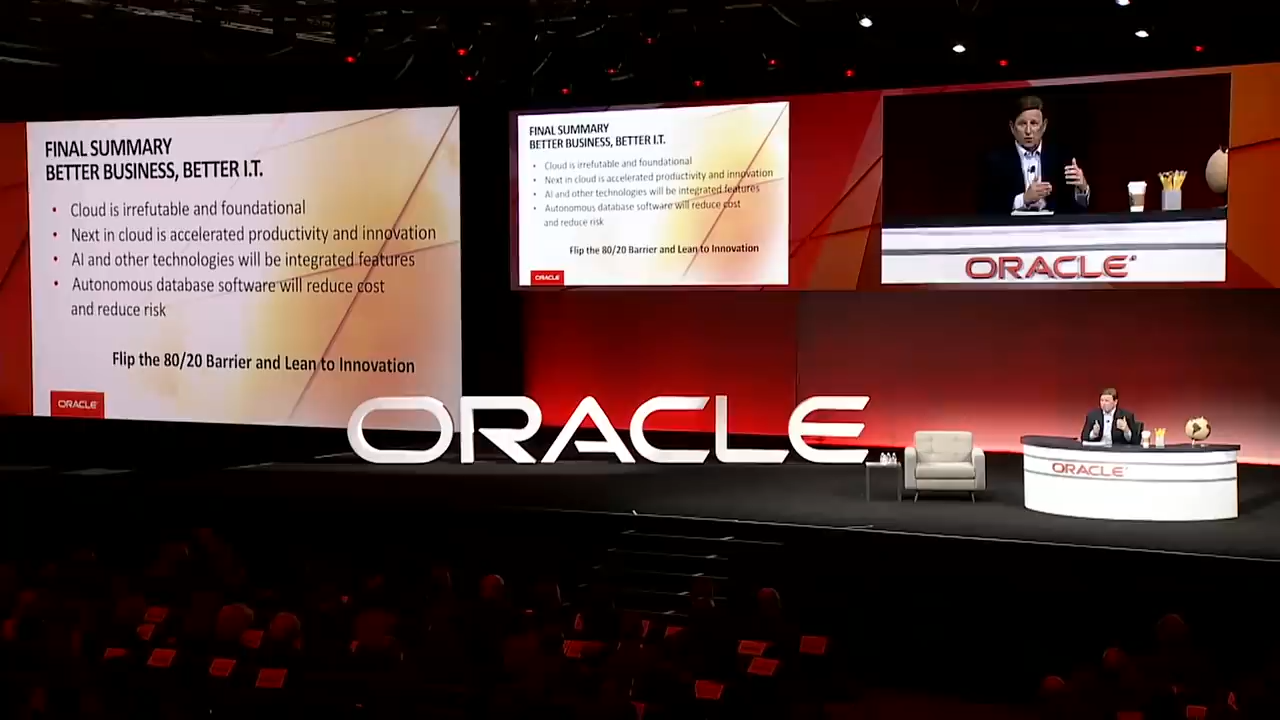 FINAL SUMMARY
BETTER BUSINESS, BETTER I.T.
• Cloud is irrefutable and foundational
• Next in cloud is accelerated productivity and innovation
• AI and other technologies will be integrated features
• Autonomous database software will reduce cost
and reduce risk
Flip the 80/20 Barrier and Lean to Innovation
ORACLE
FINAL SUMMARY
BETTER BUSINESS, BETTER I.T.
• Cloud is irrefutable and foundational
• Next in cloud is accelerated productivity and innovation
• AI and other technologies will be integrated features
• Autonomous database software will reduce cost
and reduce risk
Flip the 80/20 Barrier and Lean to Innovation
ORACLE
ORACLE
ORACLE
ORACLE